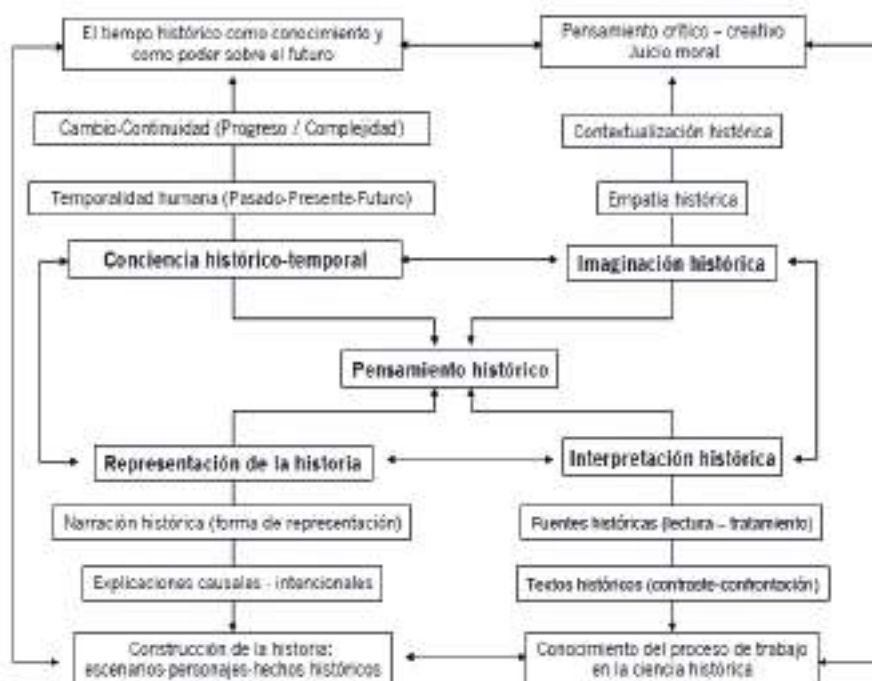 El tiempo histórico como conocimiento y
como poder sobre el futuro
Pensamiento crítico – creativo
Juicio moral
Cambio-Continuidad (Progreso / Complejidad)
Contextualización histórica
Temporalidad humana (Pasado-Presente-Futuro)
Empatía histórica
Conciencia histórico-temporal
Imaginación histórica
Pensamiento histórico
Representación de la historia
Interpretación histórica
Narración histórica (forma de representación)
Fuentes históricas (lectura – tratamiento)
Explicaciones causales - intencionales
Textos históricos (contraste-confrontación)
Construcción de la historia:
escenarios-personajes-hechos históricos
Conocimiento del proceso de trabajo
en la ciencia histórica